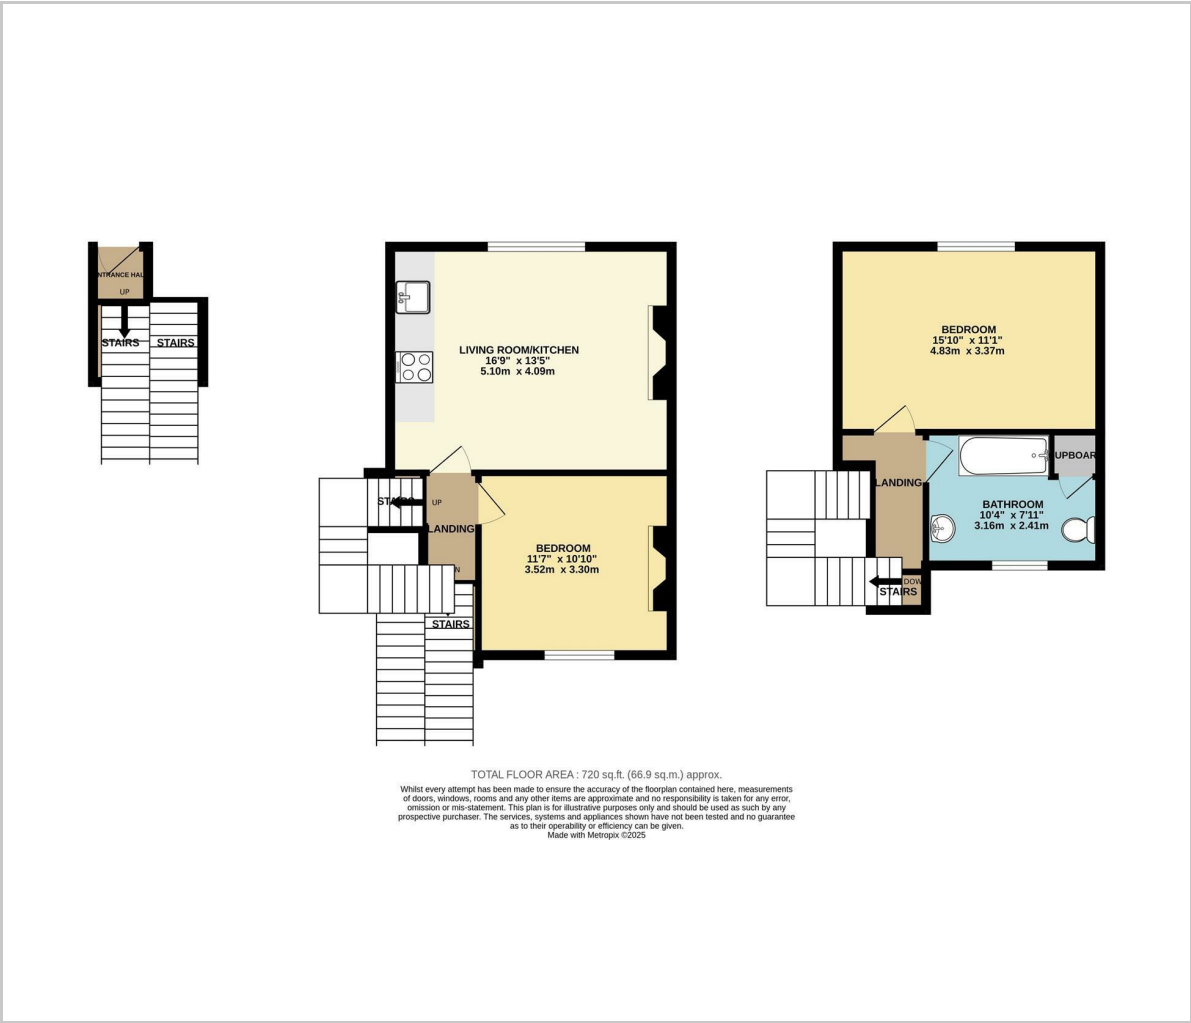 NTRANCE HAL
UP
STAIRS
STAIRS
LIVING ROOM/KITCHEN
16'9" x 13'5"
5.10m x 4.09m
STAIRS
UP
LANDING
N
BEDROOM
11'7" x 10'10"
3.52m x 3.30m
STAIRS
BEDROOM
15'10" x 11'1"
4.83m x 3.37m
UPBOAR
LANDING
BATHROOM
10'4" x 7'11"
3.16m x 2.41m
DOW
STAIRS
TOTAL FLOOR AREA : 720 sq.ft. (66.9 sq.m.) approx.
Whilst every attempt has been made to ensure the accuracy of the floorplan contained here, measurements
of doors, windows, rooms and any other items are approximate and no responsibility is taken for any error,
omission or mis-statement. This plan is for illustrative purposes only and should be used as such by any
prospective purchaser. The services, systems and appliances shown have not been tested and no guarantee
as to their operability or efficiency can be given.
Made with Metropix ©2025